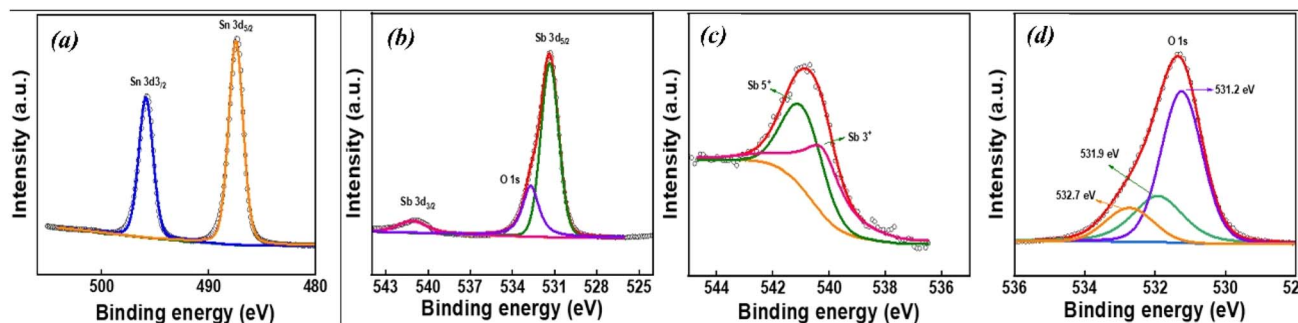 (a)
Sn 3d5/2
Sn 3d3/2
Intensity (a.u.)
500 490 480
Binding energy (eV)
(b)
Sb 3d5/2
O 1s
Sb 3d3/2
Intensity (a.u.)
543 540 537 534 531 528 525
Binding energy (eV)
(c)
Sb 5+
Sb 3+
Intensity (a.u.)
544 542 540 538 536
Binding energy (eV)
(d)
O 1s
531.2 eV
531.9 eV
532.7 eV
Intensity (a.u.)
536 534 532 530 52
Binding energy (eV)